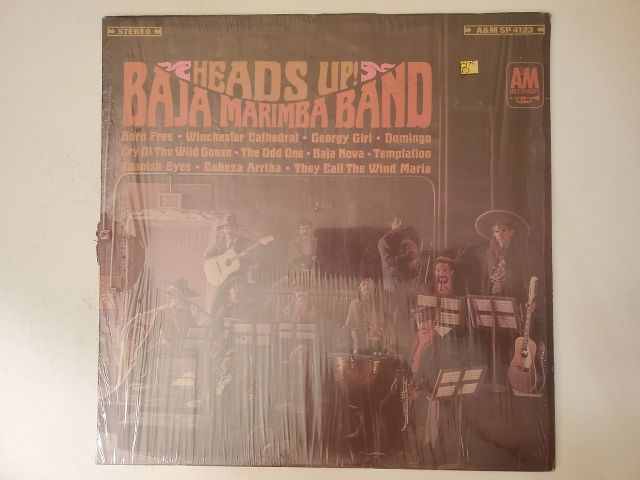 STEREO
A&M SP 4123
HEADS UP!
BAJA MARIMBA BAND
A&M
RECORDS
Born Free • Winchester Cathedral • Georgy Girl • Domingo
Cry Of The Wild Goose • The Odd One • Baja Nova • Temptation
Spanish Eyes • Cabeza Arriba • They Call The Wind Maria
EXIT